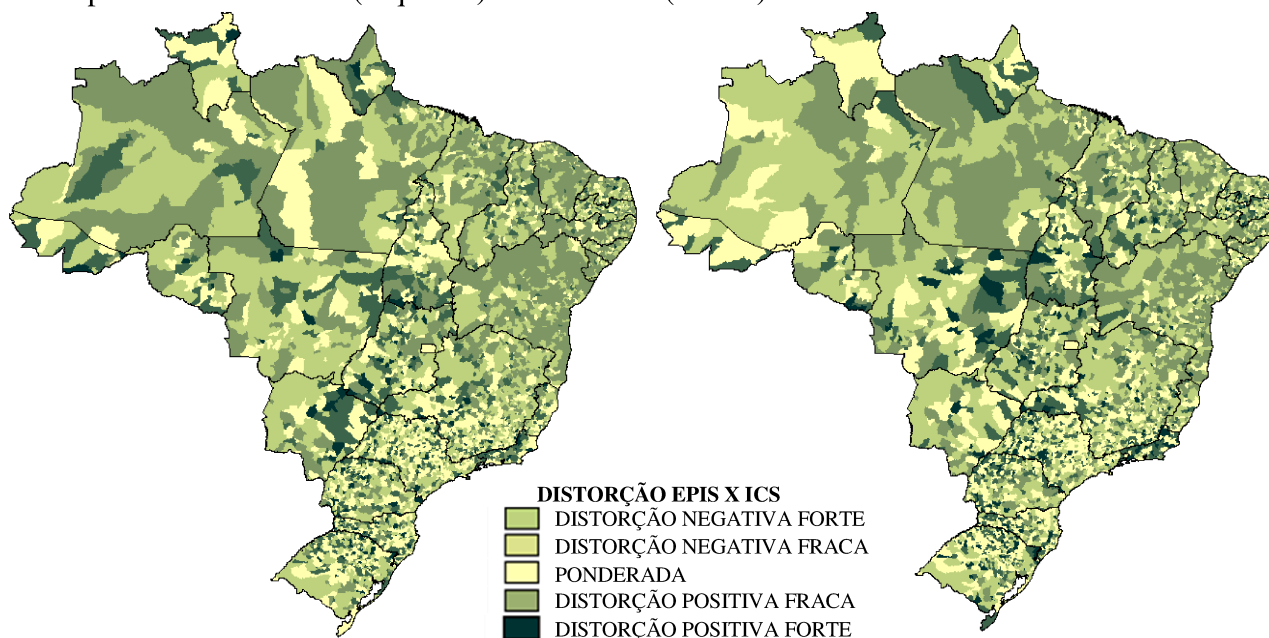 DISTORÇÃO EPIS X ICS
DISTORÇÃO NEGATIVA FORTE
DISTORÇÃO NEGATIVA FRACA
PONDERADA
DISTORÇÃO POSITIVA FRACA
DISTORÇÃO POSITIVA FORTE